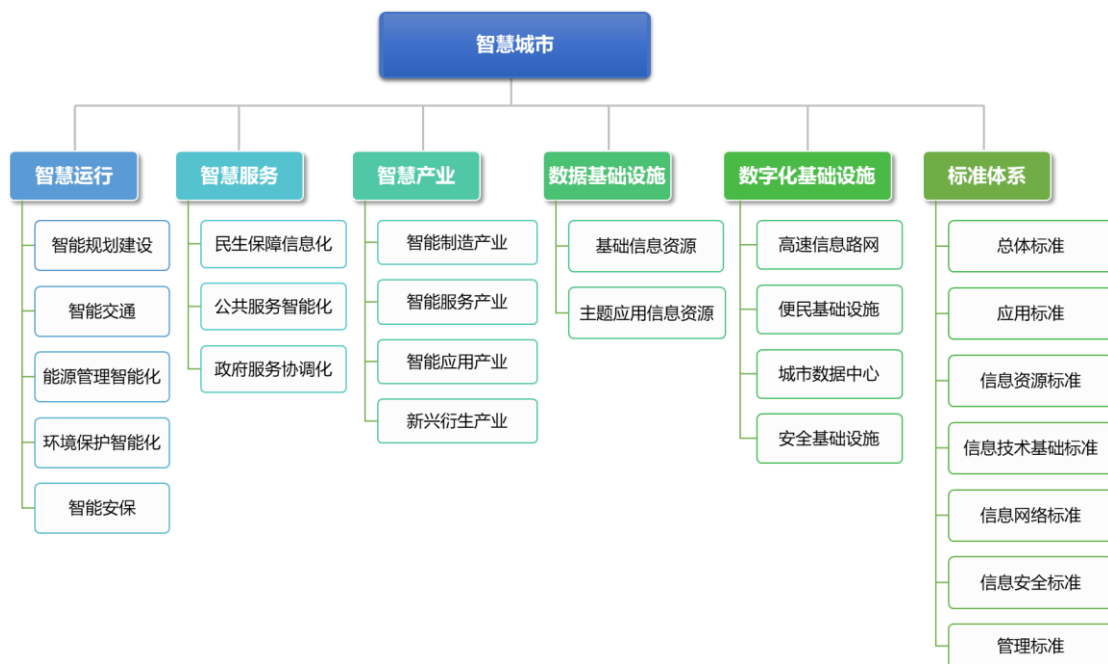 智慧城市
智慧运行
智能规划建设
智能交通
能源管理智能化
环境保护智能化
智能安保
智慧服务
民生保障信息化
公共服务智能化
政府服务协调化
智慧产业
智能制造产业
智能服务产业
智能应用产业
新兴衍生产业
数据基础设施
基础信息资源
主题应用信息资源
数字化基础设施
高速信息路网
便民基础设施
城市数据中心
安全基础设施
标准体系
总体标准
应用标准
信息资源标准
信息技术基础标准
信息网络标准
信息安全标准
管理标准